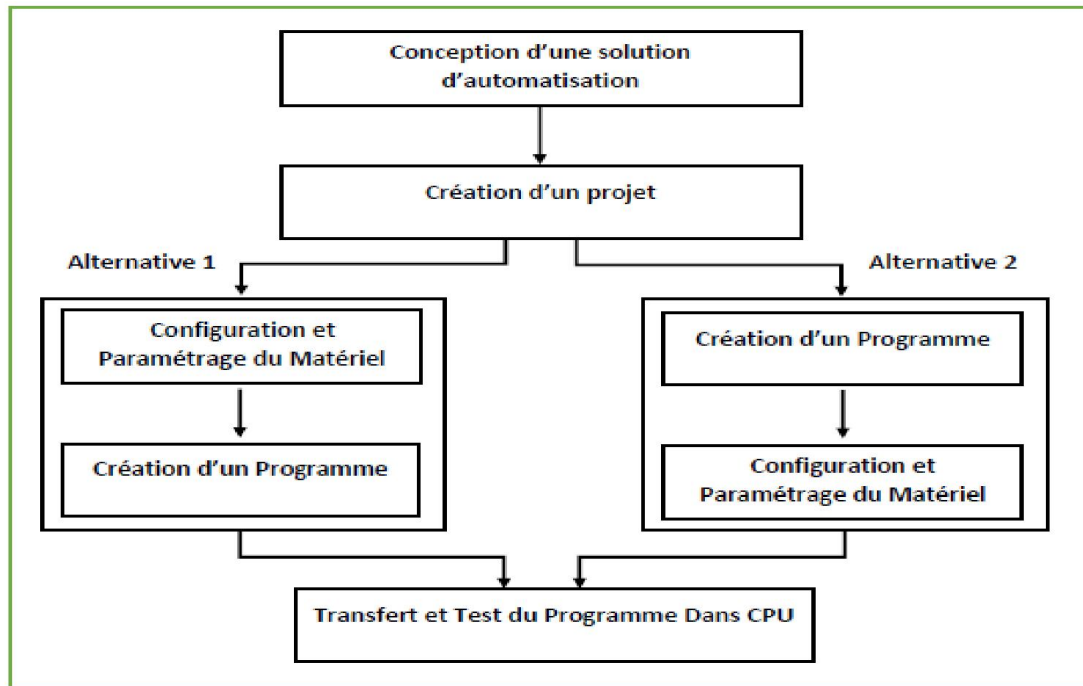 Conception d'une solution
d'automatisation
Création d'un projet
Alternative 1
Alternative 2
Configuration et
Paramétrage du Matériel
Création d'un Programme
Création d'un Programme
Configuration et
Paramétrage du Matériel
Transfert et Test du Programme Dans CPU